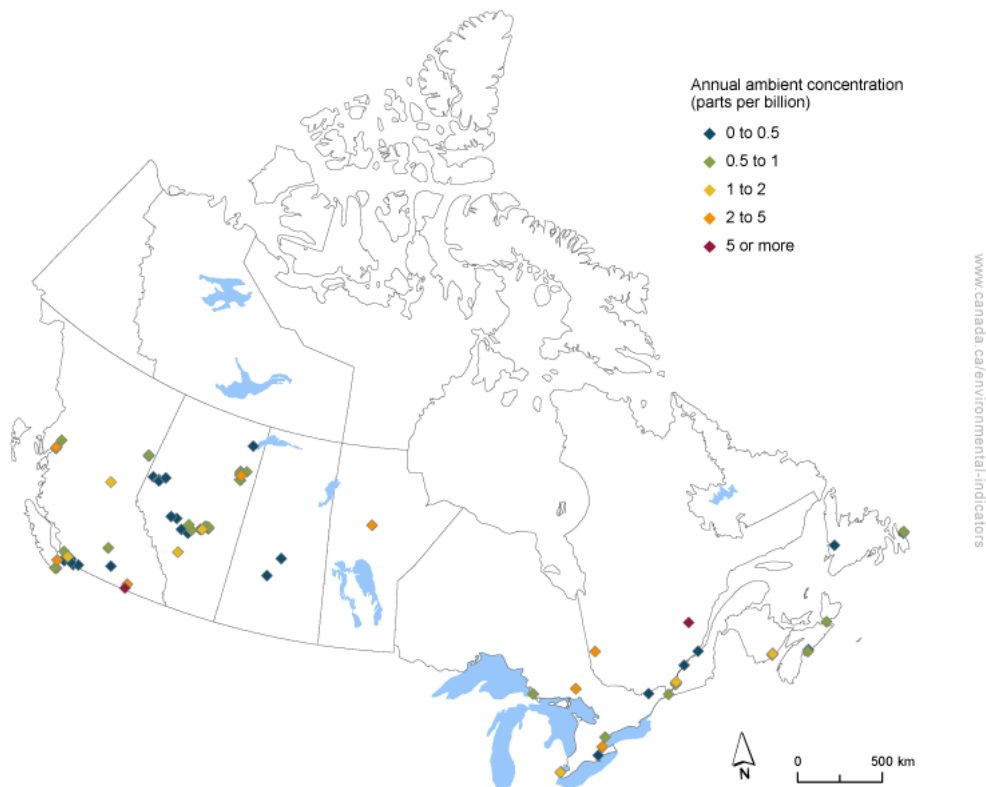 Annual ambient concentration
(parts per billion)
0 to 0.5
0.5 to 1
1 to 2
2 to 5
5 or more
www.canada.ca/environmental-indicators
N
0 500 km